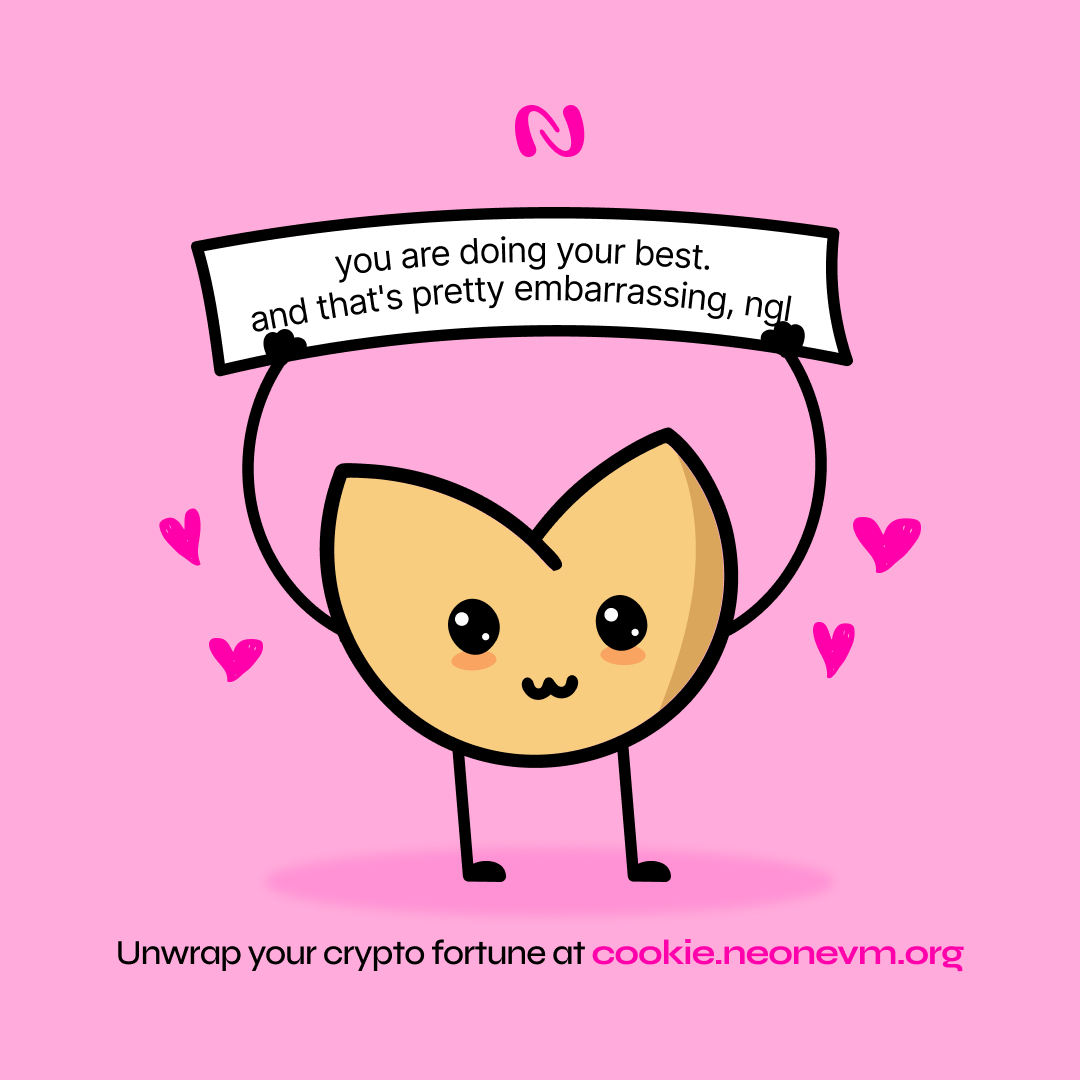 N
you are doing your best.
and that's pretty embarrassing, ngl
Unwrap your crypto fortune at cookie.neonevm.org